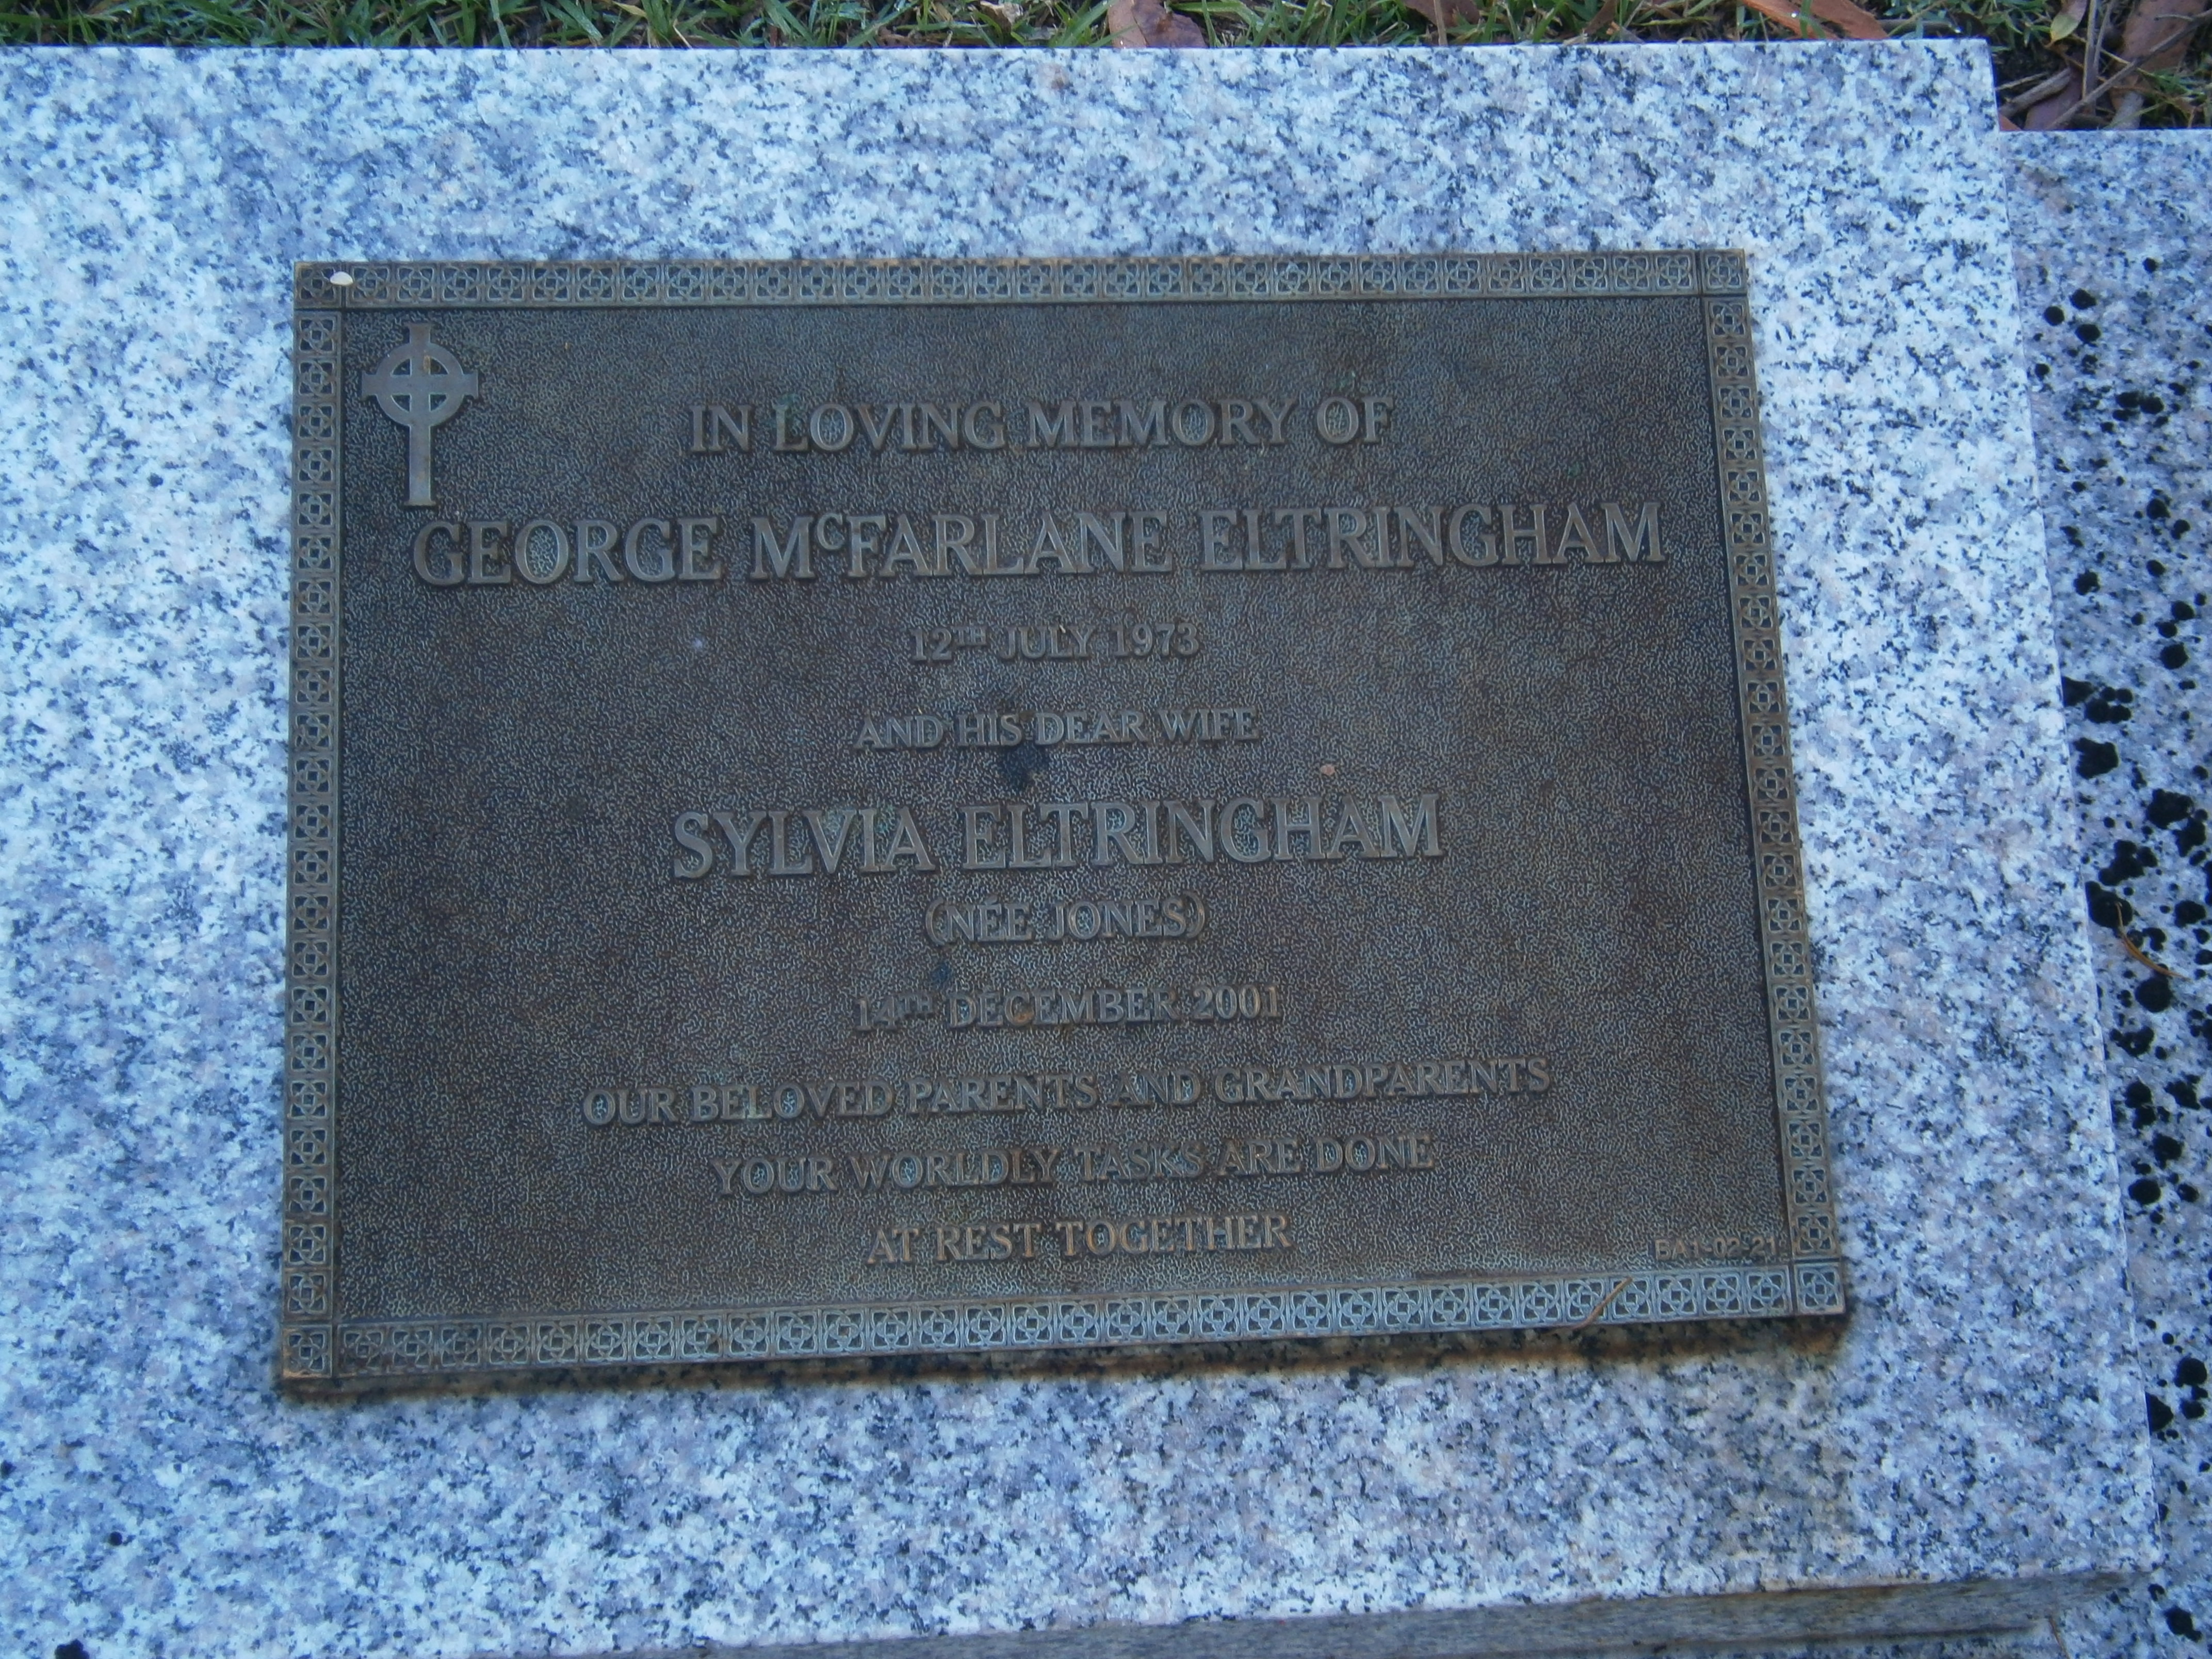 IN LOVING MEMORY OF
GEORGE McFARLANE ELTRINGHAM
12TH JULY 1973
AND HIS DEAR WIFE
SYLVIA ELTRINGHAM
(NÉE JONES)
14TH DECEMBER 2001
OUR BELOVED PARENTS AND GRANDPARENTS
YOUR WORLDLY TASKS ARE DONE
AT REST TOGETHER
BA1-02-21